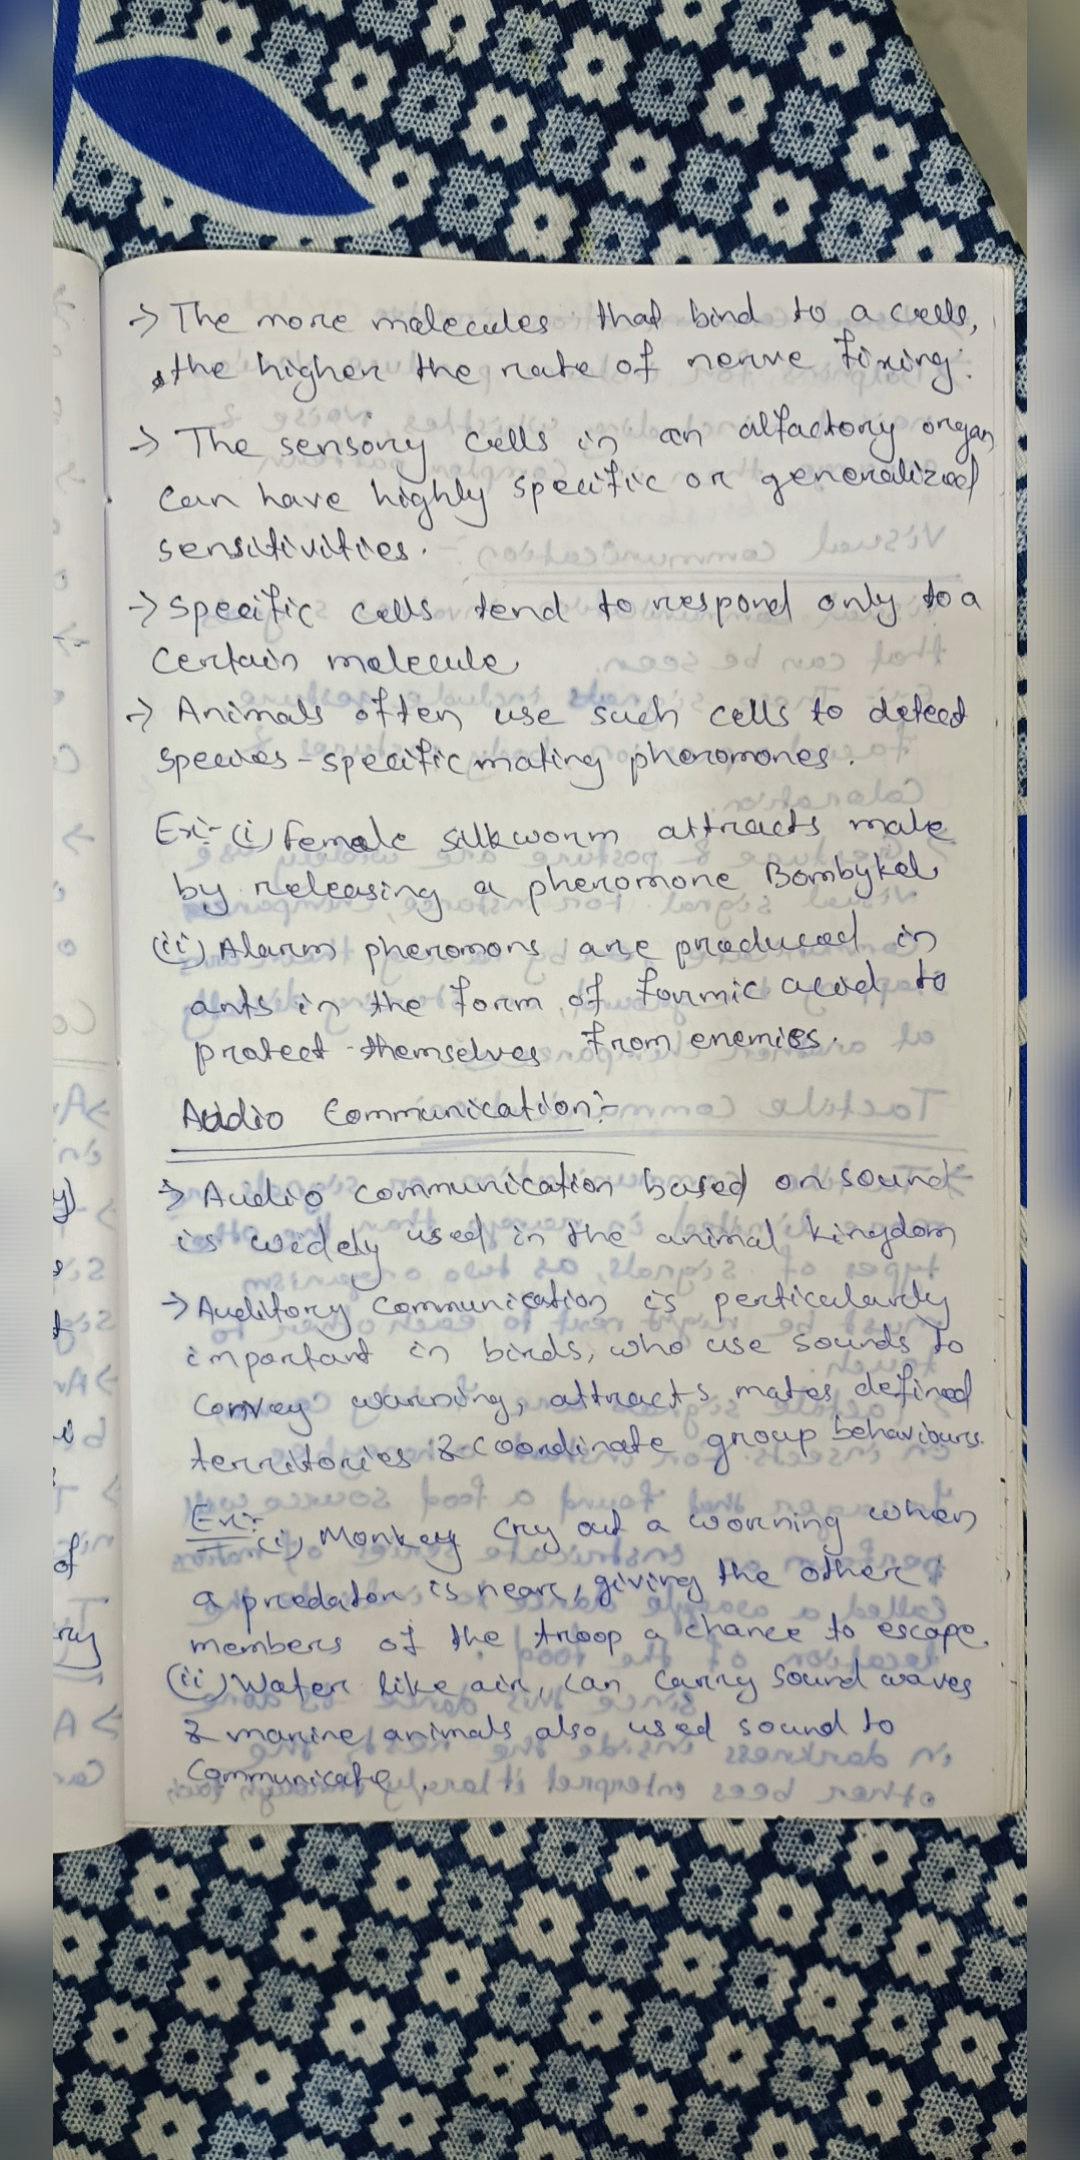 -> The more molecules that bind to a cells,
the higher the rate of nerve firing.
-> The sensory cells in an alfactory organ
can have highly specific or generalized
sensitivities.
-> Specific cells tend to respond only to a
certain molecule
-> Animals often use such cells to detect
species-specific mating pheromones.
Ex:- (i) Female silkworm attracts male
by releasing a pheromone Bombykol
(ii) Alarm pheromons are produced in
ants in the form of formic acid to
protect themselves from enemies.
Audio Communication:-
-> Audio communication based on sound
is widely used in the animal kingdom
-> Auditory communication is perticularly
important in birds, who use sounds to
convey warning, attracts mates defined
territories & coordinate group behaviours.
Ex:-
(i) Monkey cry out a worning when
a predator is near, giving the other
members of the troop a chance to escape.
(ii) Water like air, can carry sound waves
& marine animals also used sound to
communicate.